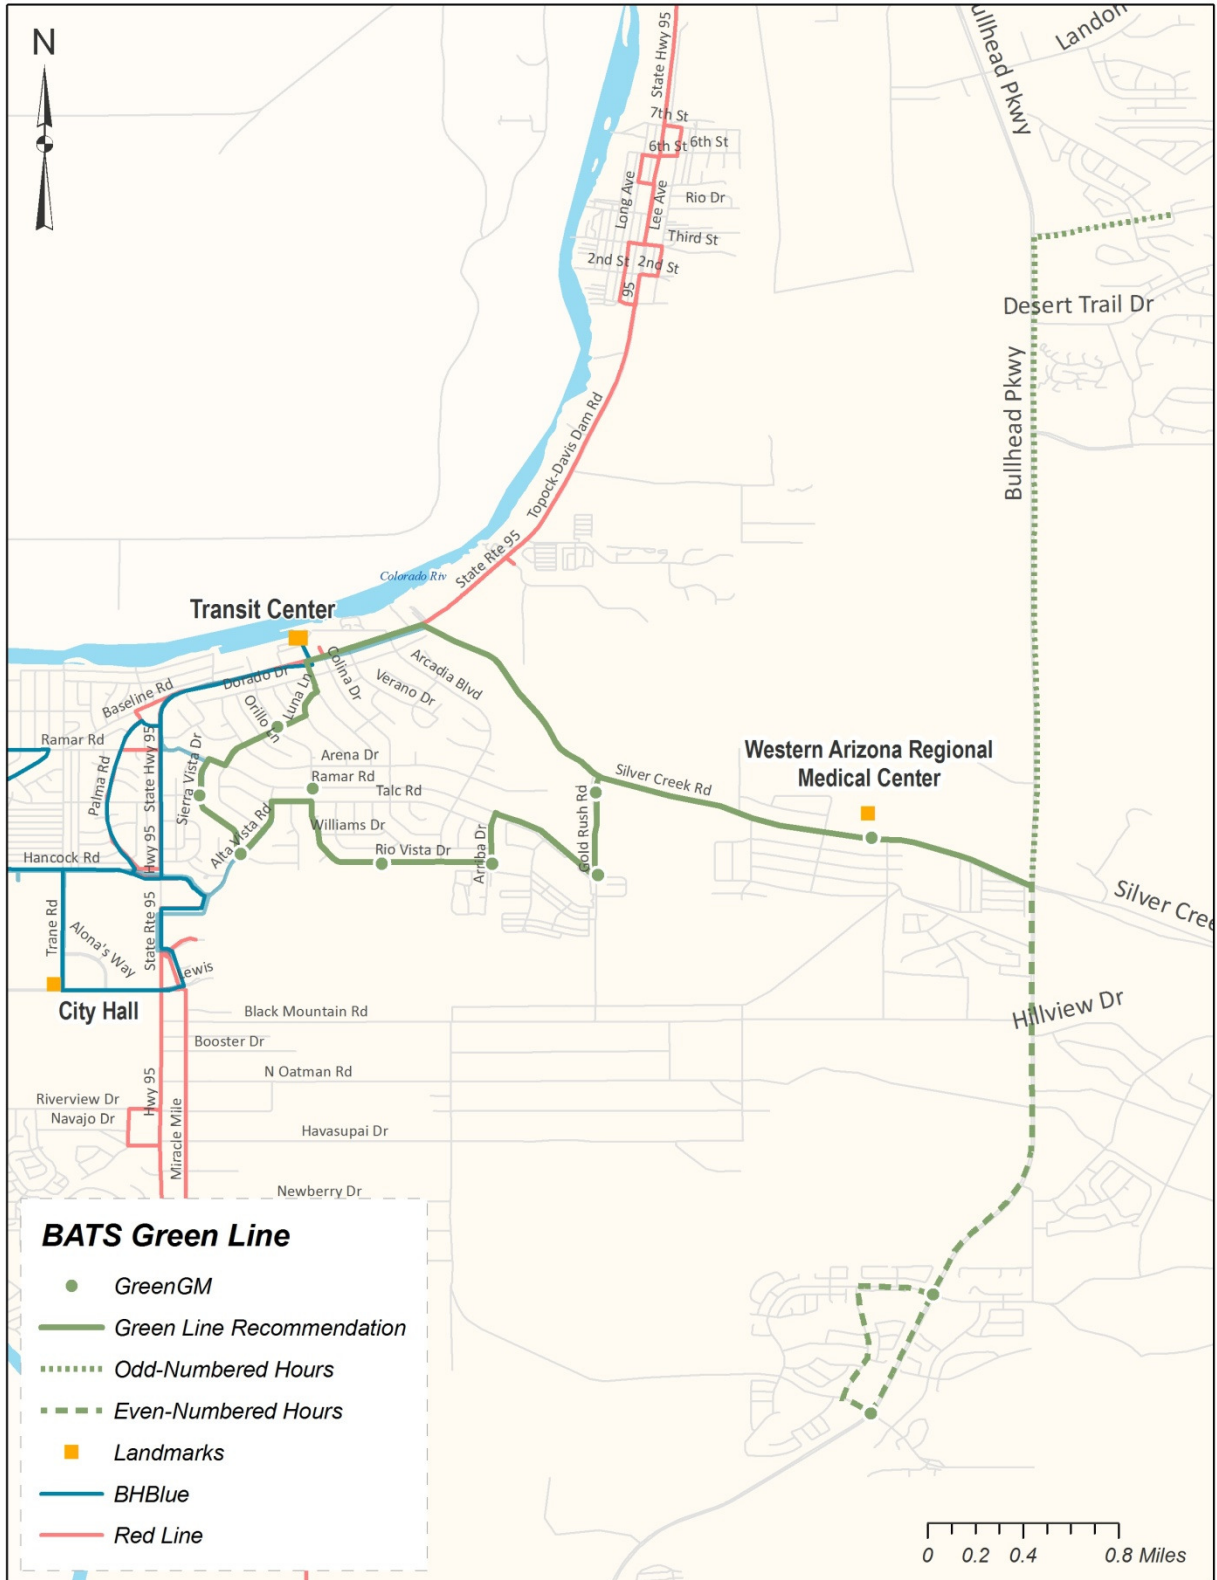 N
State Hwy 95
Bullhead Pkwy
Landon
7th St
6th St
6th St
Long Ave
Lee Ave
Rio Dr
Third St
2nd St
2nd St
95
Desert Trail Dr
Bullhead Pkwy
Topock-Davis Dam Rd
State Rte 95
Colorado Riv
Transit Center
Colina Dr
Arcadia Blvd
Verano Dr
Dorado Dr
Luna Ln
Orillo Ln
Baseline Rd
Ramar Rd
State Hwy 95
Sierra Vista Dr
Palma Rd
Arena Dr
Ramar Rd
Talc Rd
Silver Creek Rd
Western Arizona Regional
Medical Center
Gold Rush Rd
Alta Vista Rd
Williams Dr
Rio Vista Dr
Arriba Dr
Hwy 95
Hancock Rd
Trane Rd
Alona's Way
State Rte 95
ewis
Silver Cree
City Hall
Black Mountain Rd
Hillview Dr
Booster Dr
N Oatman Rd
Hwy 95
Riverview Dr
Navajo Dr
Miracle Mile
Havasupai Dr
Newberry Dr
BATS Green Line
GreenGM
Green Line Recommendation
Odd-Numbered Hours
Even-Numbered Hours
Landmarks
BHBlue
Red Line
0 0.2 0.4 0.8 Miles